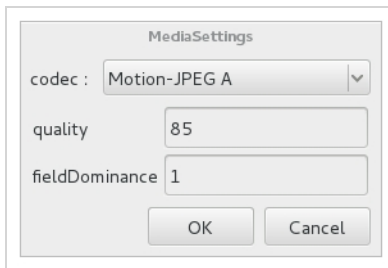 MediaSettings
codec : Motion-JPEG A
quality 85
fieldDominance 1
OK Cancel